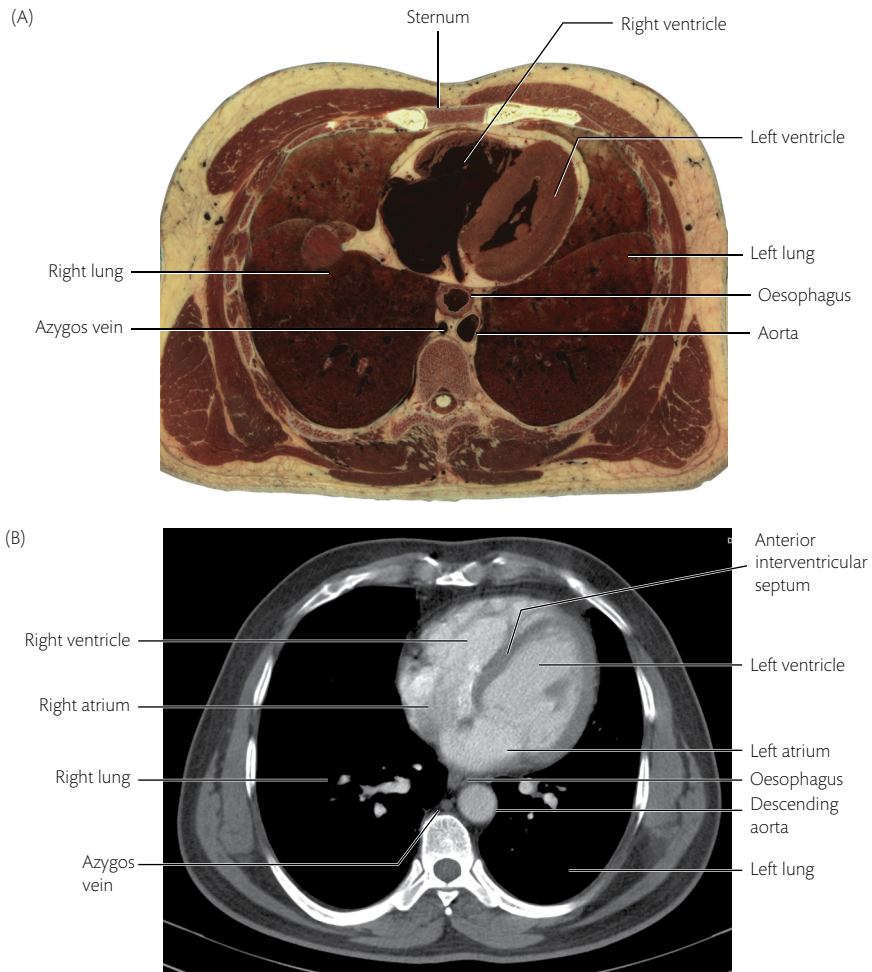 (A)
Sternum
Right ventricle
Left ventricle
Left lung
Right lung
Oesophagus
Azygos vein
Aorta
(B)
Anterior
interventricular
septum
Right ventricle
Left ventricle
Right atrium
Left atrium
Right lung
Oesophagus
Descending
aorta
Azygos
vein
Left lung